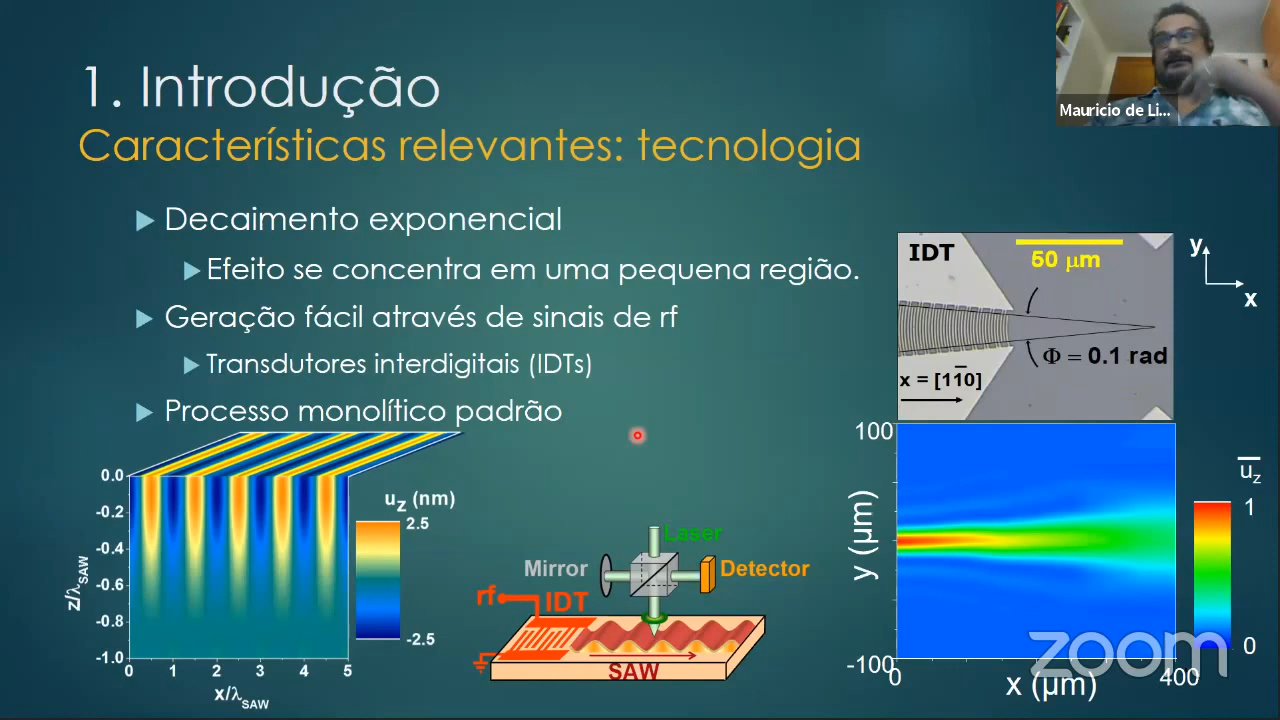 1. Introdução
Características relevantes: tecnologia
Mauricio de Li...
Decaimento exponencial
Efeito se concentra em uma pequena região.
Geração fácil através de sinais de rf
Transdutores interdigitais (IDTs)
Processo monolítico padrão
IDT
50 μm
Φ = 0.1 rad
x = [11̅0]
y
x
0.0
-0.2
-0.4
-0.6
-0.8
-1.0
z/λSAW
0 1 2 3 4 5
x/λSAW
uz (nm)
2.5
-2.5
Laser
Mirror
Detector
rf
IDT
SAW
100
y (μm)
-100
0
x (μm)
400
u̅z
1
0
zoom